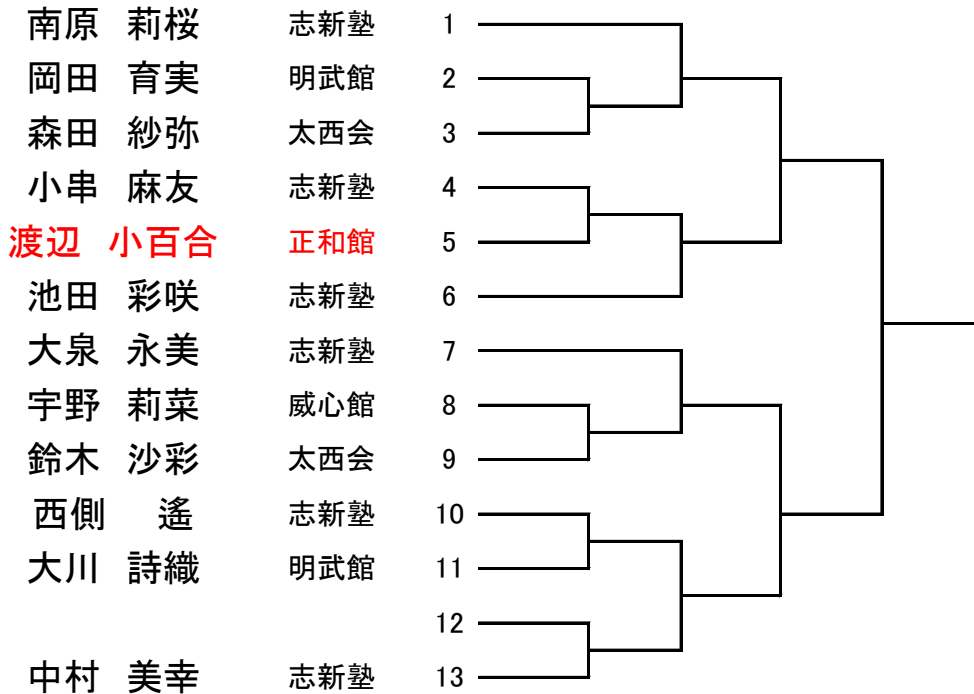 南原 莉桜 志新塾 1
岡田 育実 明武館 2
森田 紗弥 太西会 3
小串 麻友 志新塾 4
渡辺 小百合 正和館 5
池田 彩咲 志新塾 6
大泉 永美 志新塾 7
宇野 莉菜 威心館 8
鈴木 沙彩 太西会 9
西側 遙 志新塾 10
大川 詩織 明武館 11
12
中村 美幸 志新塾 13